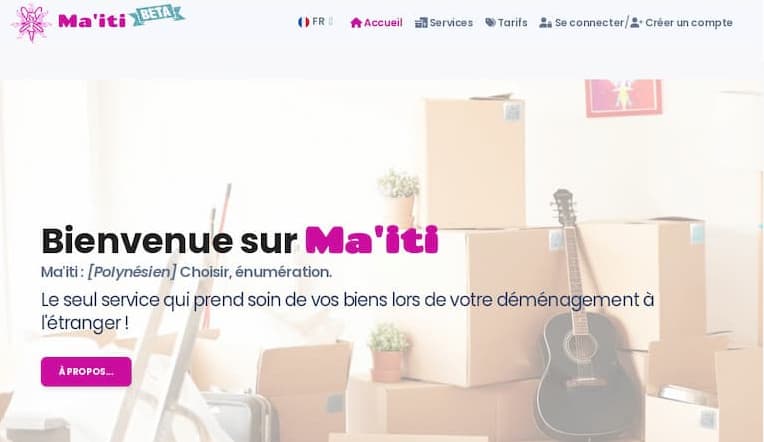 Ma'iti BETA
FR Accueil Services Tarifs Se connecter/ Créer un compte
Bienvenue sur Ma'iti
Ma'iti : [Polynésien] Choisir, énumération.
Le seul service qui prend soin de vos biens lors de votre déménagement à
l'étranger !
À PROPOS...